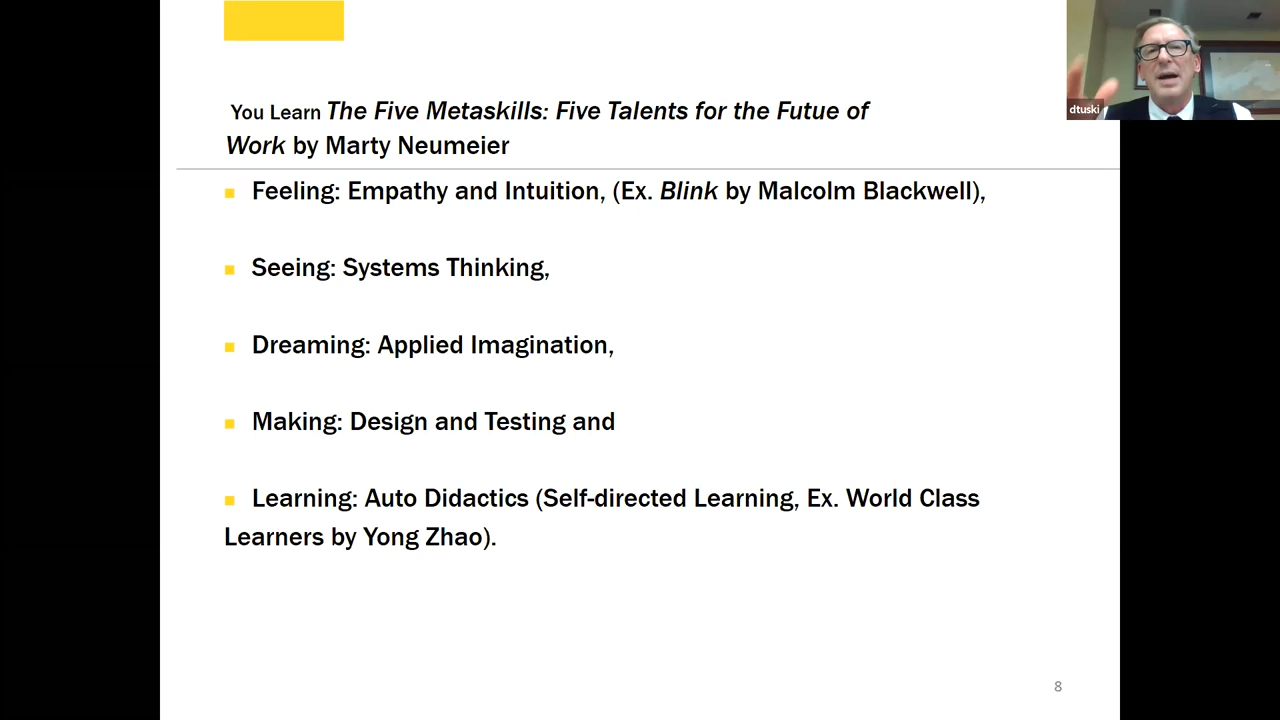 You Learn The Five Metaskills: Five Talents for the Futue of
Work by Marty Neumeier
Feeling: Empathy and Intuition, (Ex. Blink by Malcolm Blackwell),
Seeing: Systems Thinking,
Dreaming: Applied Imagination,
Making: Design and Testing and
Learning: Auto Didactics (Self-directed Learning, Ex. World Class
Learners by Yong Zhao).
8
dtuski